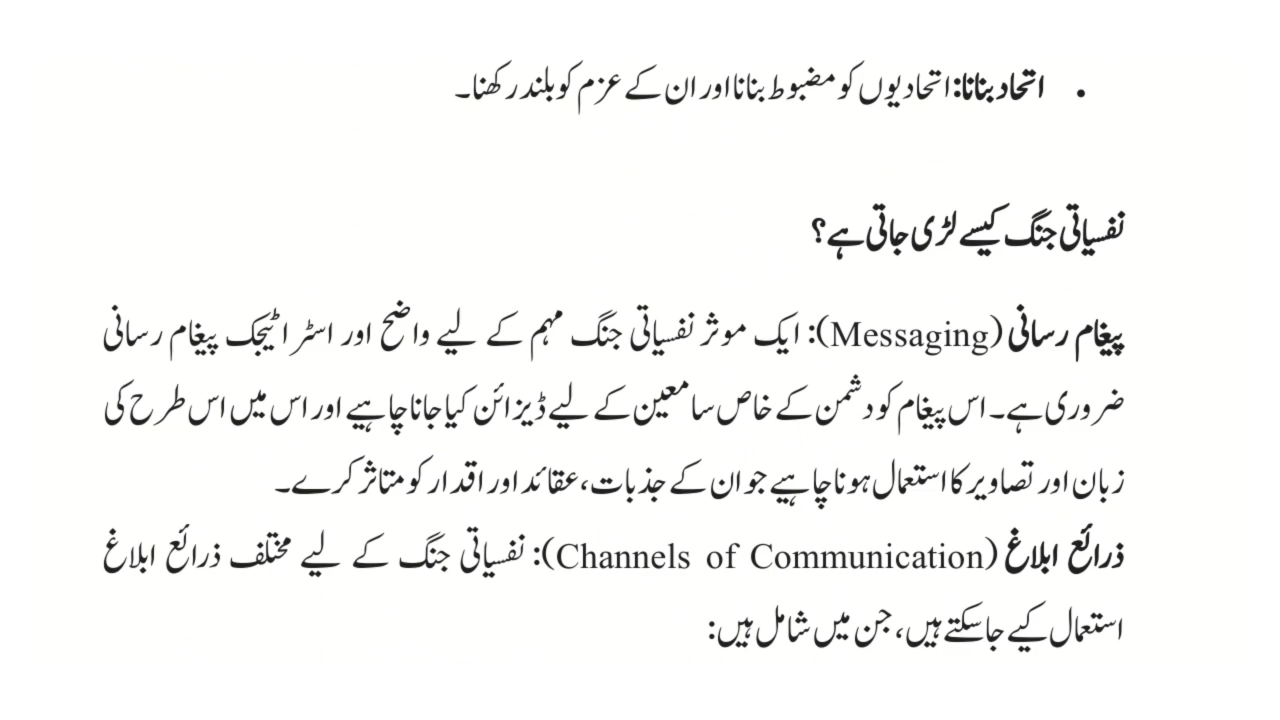 • اتحاد بنانا: اتحادیوں کو مضبوط بنانا اور ان کے عزم کو بلند رکھنا۔
نفسیاتی جنگ کیسے لڑی جاتی ہے؟
پیغام رسانی (Messaging): ایک موثر نفسیاتی جنگ مہم کے لیے واضح اور اسٹراٹیجک پیغام رسانی
ضروری ہے۔ اس پیغام کو دشمن کے خاص سامعین کے لیے ڈیزائن کیا جانا چاہیے اور اس میں اس طرح کی
زبان اور تصاویر کا استعمال ہونا چاہیے جو ان کے جذبات، عقائد اور اقدار کو متاثر کرے۔
ذرائع ابلاغ (Channels of Communication): نفسیاتی جنگ کے لیے مختلف ذرائع ابلاغ
استعمال کیے جا سکتے ہیں، جن میں شامل ہیں: